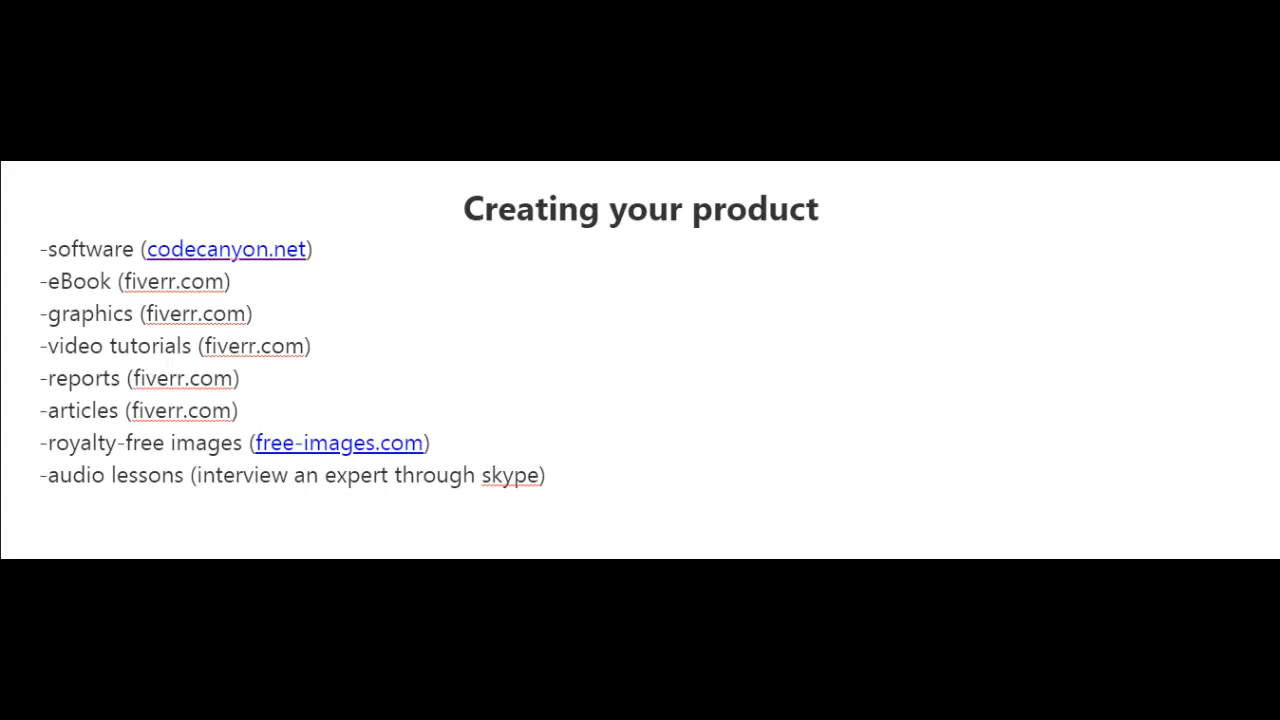 Creating your product
-software (codecanyon.net)
-eBook (fiverr.com)
-graphics (fiverr.com)
-video tutorials (fiverr.com)
-reports (fiverr.com)
-articles (fiverr.com)
-royalty-free images (free-images.com)
-audio lessons (interview an expert through skype)